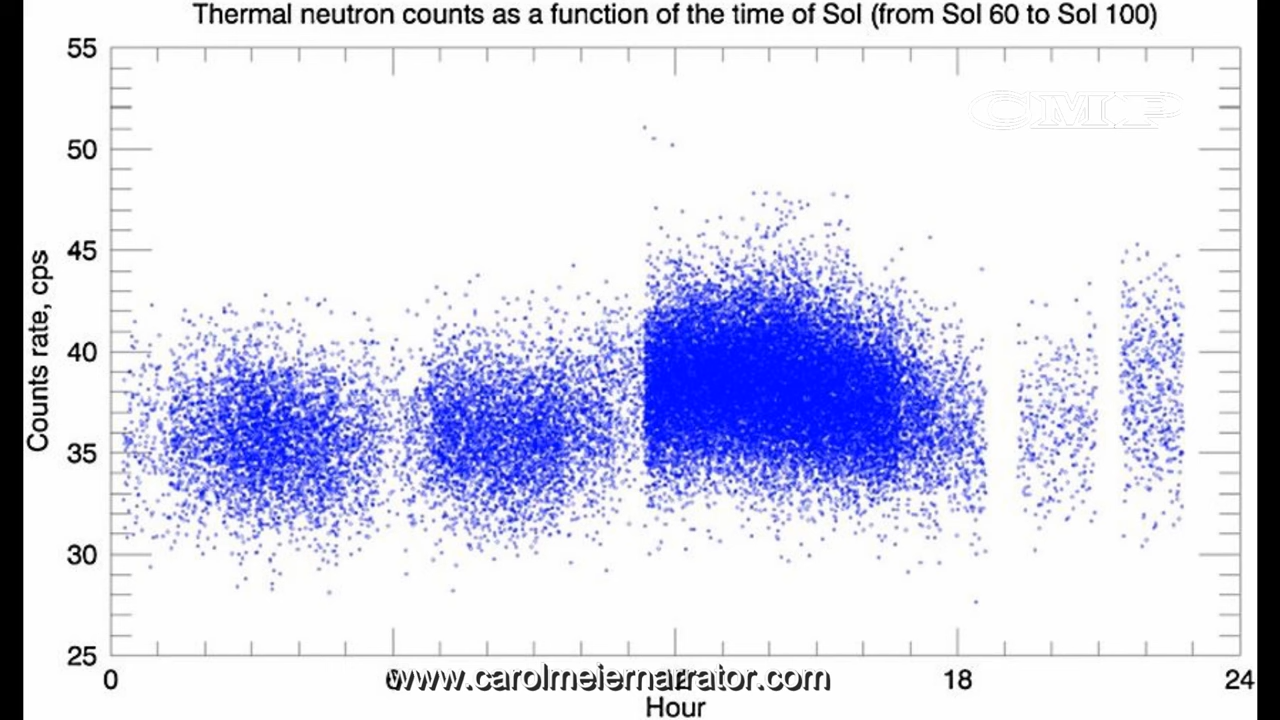 Thermal neutron counts as a function of the time of Sol (from Sol 60 to Sol 100)
CMP
55
50
45
40
35
30
25
Counts rate, cps
0
18
24
www.carolmeiernarrator.com
Hour